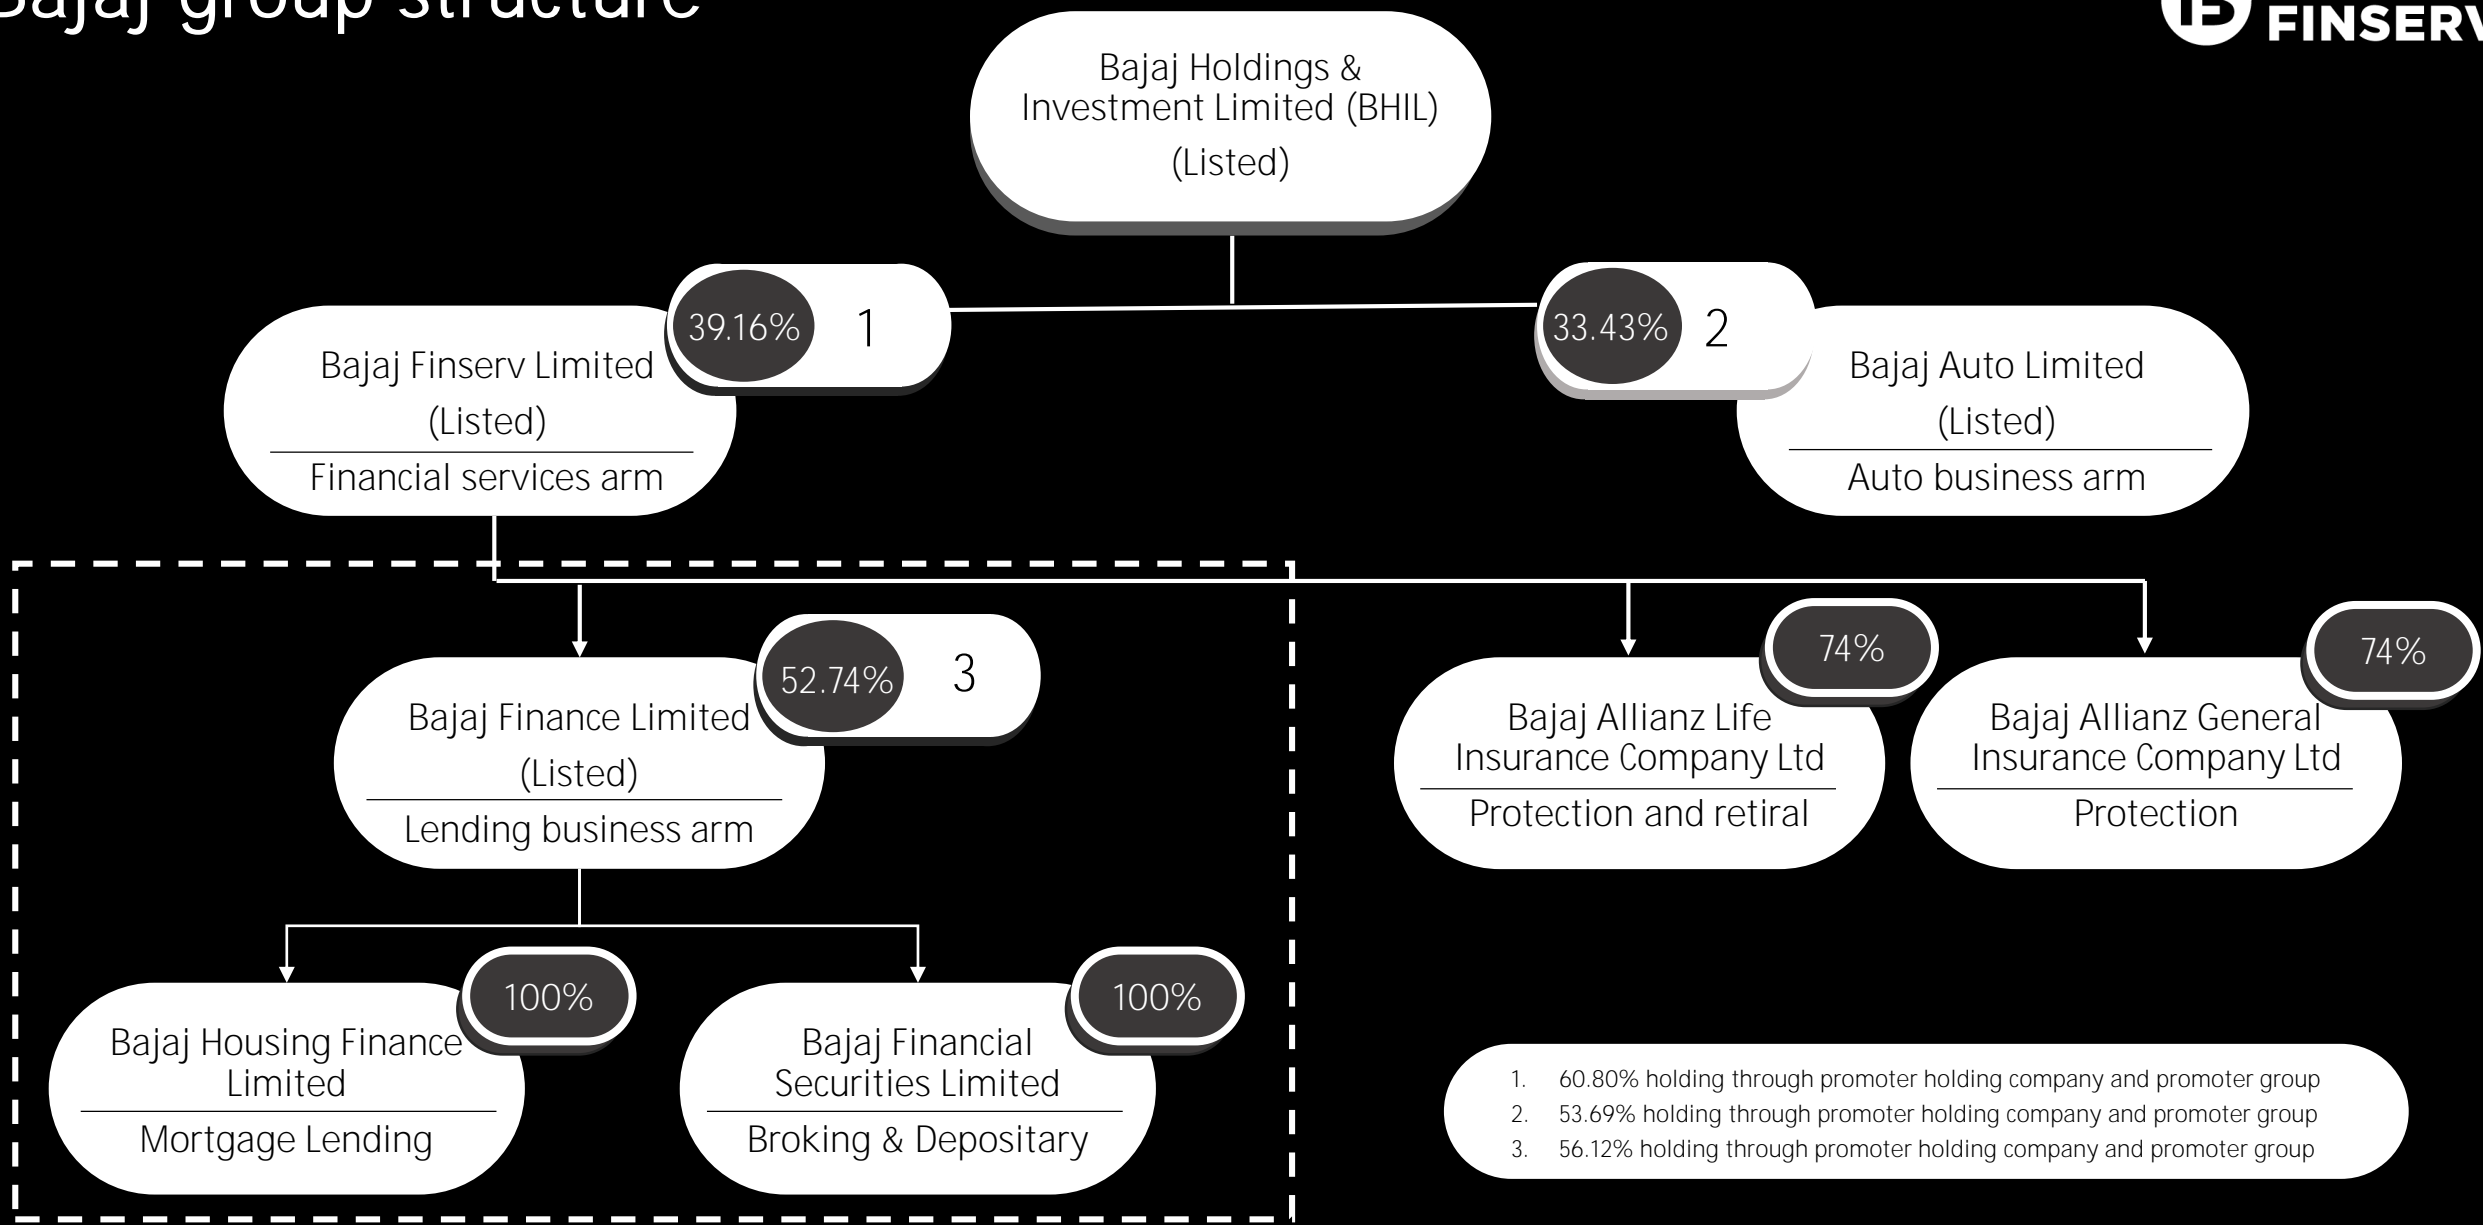 Bajaj group structure
FINSERV
Bajaj Holdings &
Investment Limited (BHIL)
(Listed)
39.16% 1
33.43% 2
Bajaj Finserv Limited
(Listed)
Financial services arm
Bajaj Auto Limited
(Listed)
Auto business arm
52.74% 3
Bajaj Finance Limited
(Listed)
Lending business arm
74%
Bajaj Allianz Life
Insurance Company Ltd
Protection and retiral
74%
Bajaj Allianz General
Insurance Company Ltd
Protection
100%
Bajaj Housing Finance
Limited
Mortgage Lending
100%
Bajaj Financial
Securities Limited
Broking & Depositary
1. 60.80% holding through promoter holding company and promoter group
2. 53.69% holding through promoter holding company and promoter group
3. 56.12% holding through promoter holding company and promoter group